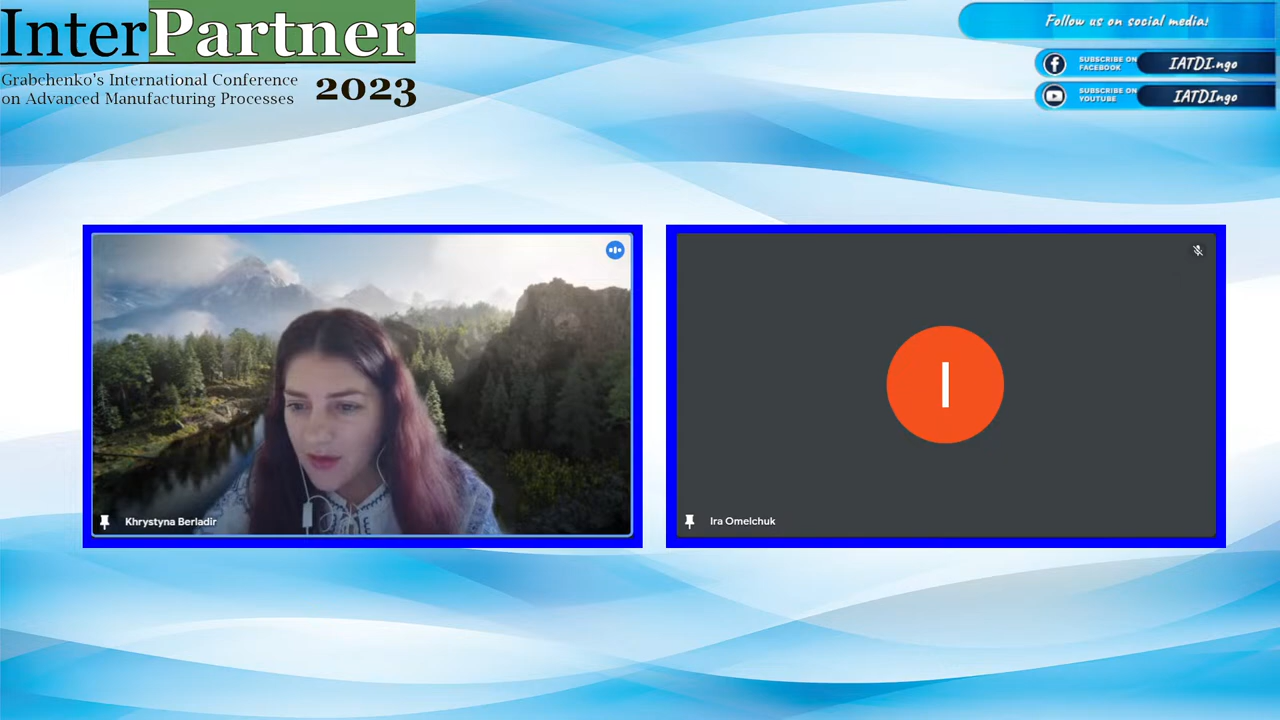 InterPartner
Grabchenko's International Conference
on Advanced Manufacturing Processes
2023
Follow us on social media!
SUBSCRIBE ON
FACEBOOK
IATDI.ngo
SUBSCRIBE ON
YOUTUBE
IATDIngo
Khrystyna Berladir
I
Ira Omelchuk